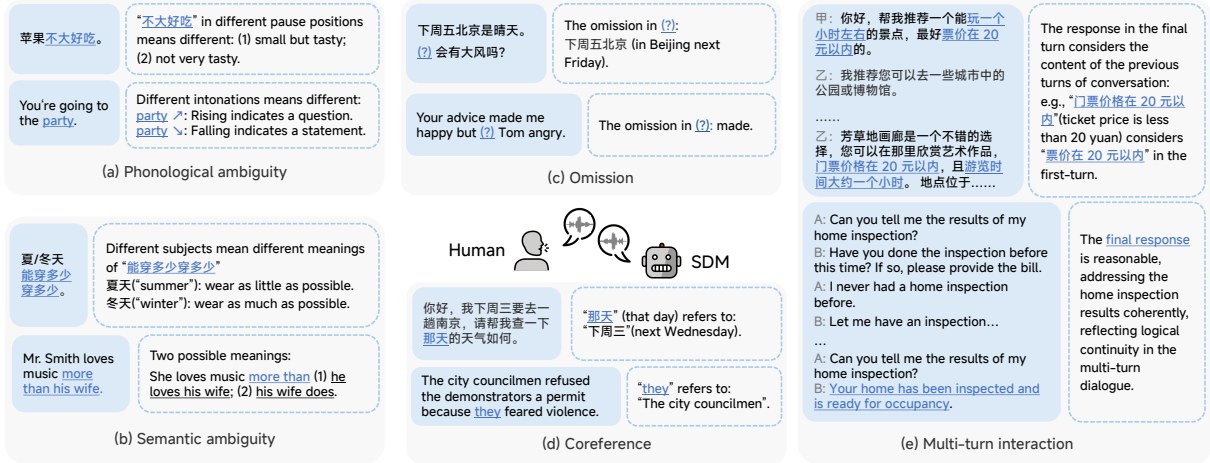 苹果不大好吃。
“不大好吃” in different pause positions
means different: (1) small but tasty;
(2) not very tasty.
You're going to
the party.
Different intonations means different:
party ↗: Rising indicates a question.
party ↘: Falling indicates a statement.
(a) Phonological ambiguity
夏/冬天
能穿多少
穿多少。
Different subjects mean different meanings
of “能穿多少穿多少”
夏天(“summer”): wear as little as possible.
冬天(“winter”): wear as much as possible.
Mr. Smith loves
music more
than his wife.
Two possible meanings:
She loves music more than (1) he
loves his wife; (2) his wife does.
(b) Semantic ambiguity
下周五北京是晴天。
(?) 会有大风吗?
The omission in (?):
下周五北京 (in Beijing next
Friday).
Your advice made me
happy but (?) Tom angry.
The omission in (?): made.
(c) Omission
Human
SDM
你好，我下周三要去一
趟南京，请帮我查一下
那天的天气如何。
“那天” (that day) refers to:
“下周三”(next Wednesday).
The city councilmen refused
the demonstrators a permit
because they feared violence.
“they” refers to:
“The city councilmen”.
(d) Coreference
甲: 你好，帮我推荐一个能玩一个
小时左右的景点，最好票价在 20
元以内的。
乙: 我推荐您可以去一些城市中的
公园或博物馆。
……
乙: 芳草地画廊是一个不错的选
择，您可以在那里欣赏艺术作品，
门票价格在 20 元以内，且游览时
间大约一个小时。 地点位于……
The response in the final
turn considers the
content of the previous
turns of conversation:
e.g., “门票价格在 20 元以
内”(ticket price is less
than 20 yuan) considers
“票价在 20 元以内” in the
first-turn.
A: Can you tell me the results of my
home inspection?
B: Have you done the inspection before
this time? If so, please provide the bill.
A: I never had a home inspection
before.
B: Let me have an inspection…
…
A: Can you tell me the results of my
home inspection?
B: Your home has been inspected and
is ready for occupancy.
The final response
is reasonable,
addressing the
home inspection
results coherently,
reflecting logical
continuity in the
multi-turn
dialogue.
(e) Multi-turn interaction